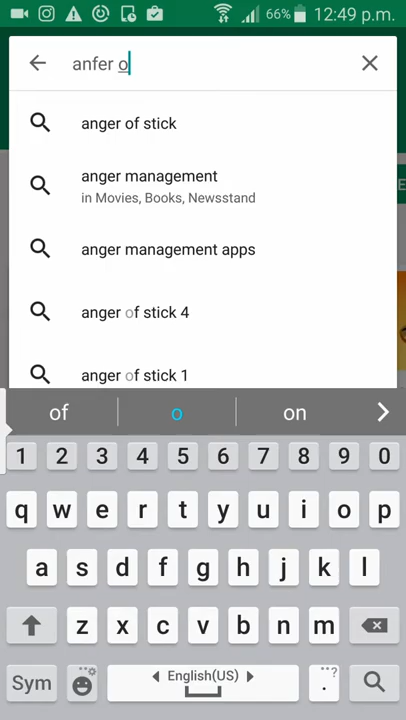 66% 12:49 p.m.
anfer o
anger of stick
anger management
in Movies, Books, Newsstand
anger management apps
anger of stick 4
anger of stick 1
of o on
1 2 3 4 5 6 7 8 9 0
q w e r t y u i o p
a s d f g h j k l
z x c v b n m
Sym English(US) . ..?